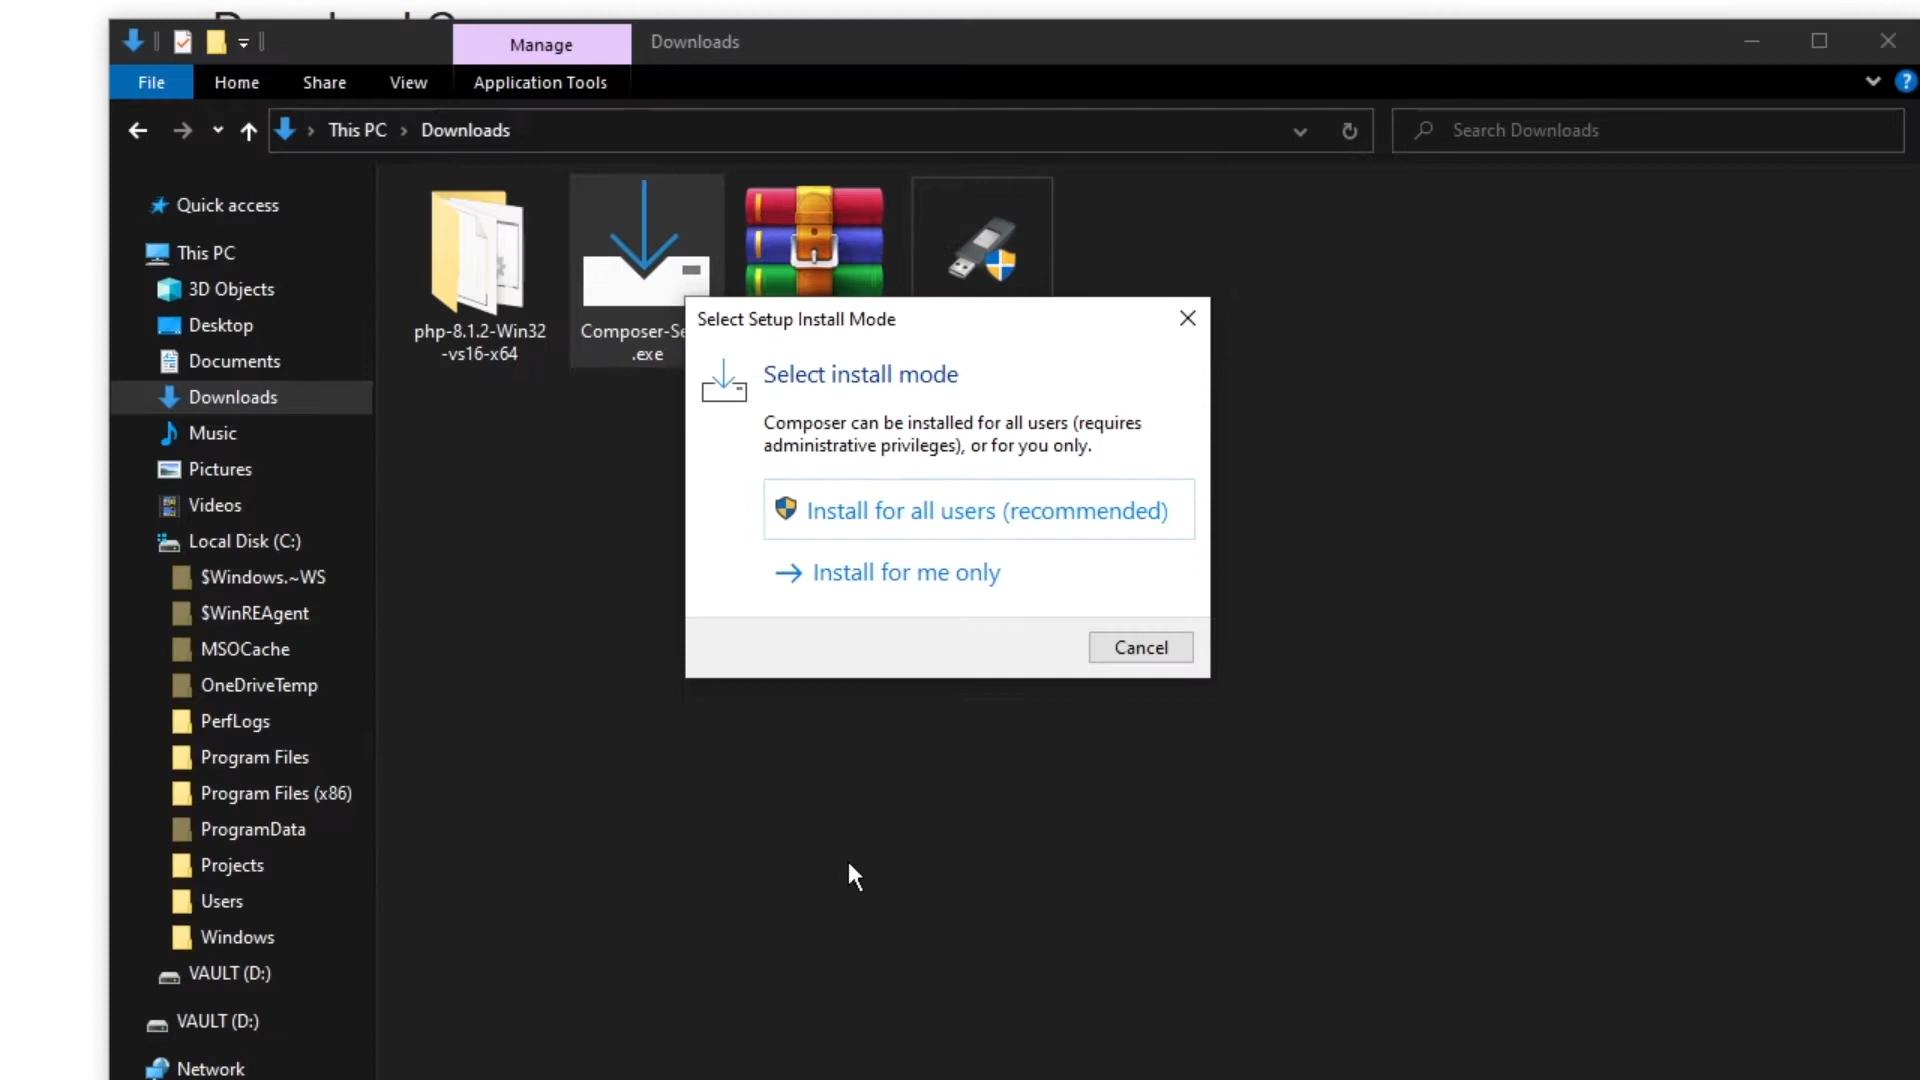 Manage
Downloads
File
Home
Share
View
Application Tools
This PC
Downloads
Search Downloads
Quick access
This PC
3D Objects
Desktop
Documents
Downloads
Music
Pictures
Videos
Local Disk (C:)
$Windows.~WS
$WinREAgent
MSOCache
OneDriveTemp
PerfLogs
Program Files
Program Files (x86)
ProgramData
Projects
Users
Windows
VAULT (D:)
VAULT (D:)
Network
php-8.1.2-Win32
-vs16-x64
Composer-Se
.exe
Select Setup Install Mode
Select install mode
Composer can be installed for all users (requires
administrative privileges), or for you only.
Install for all users (recommended)
Install for me only
Cancel